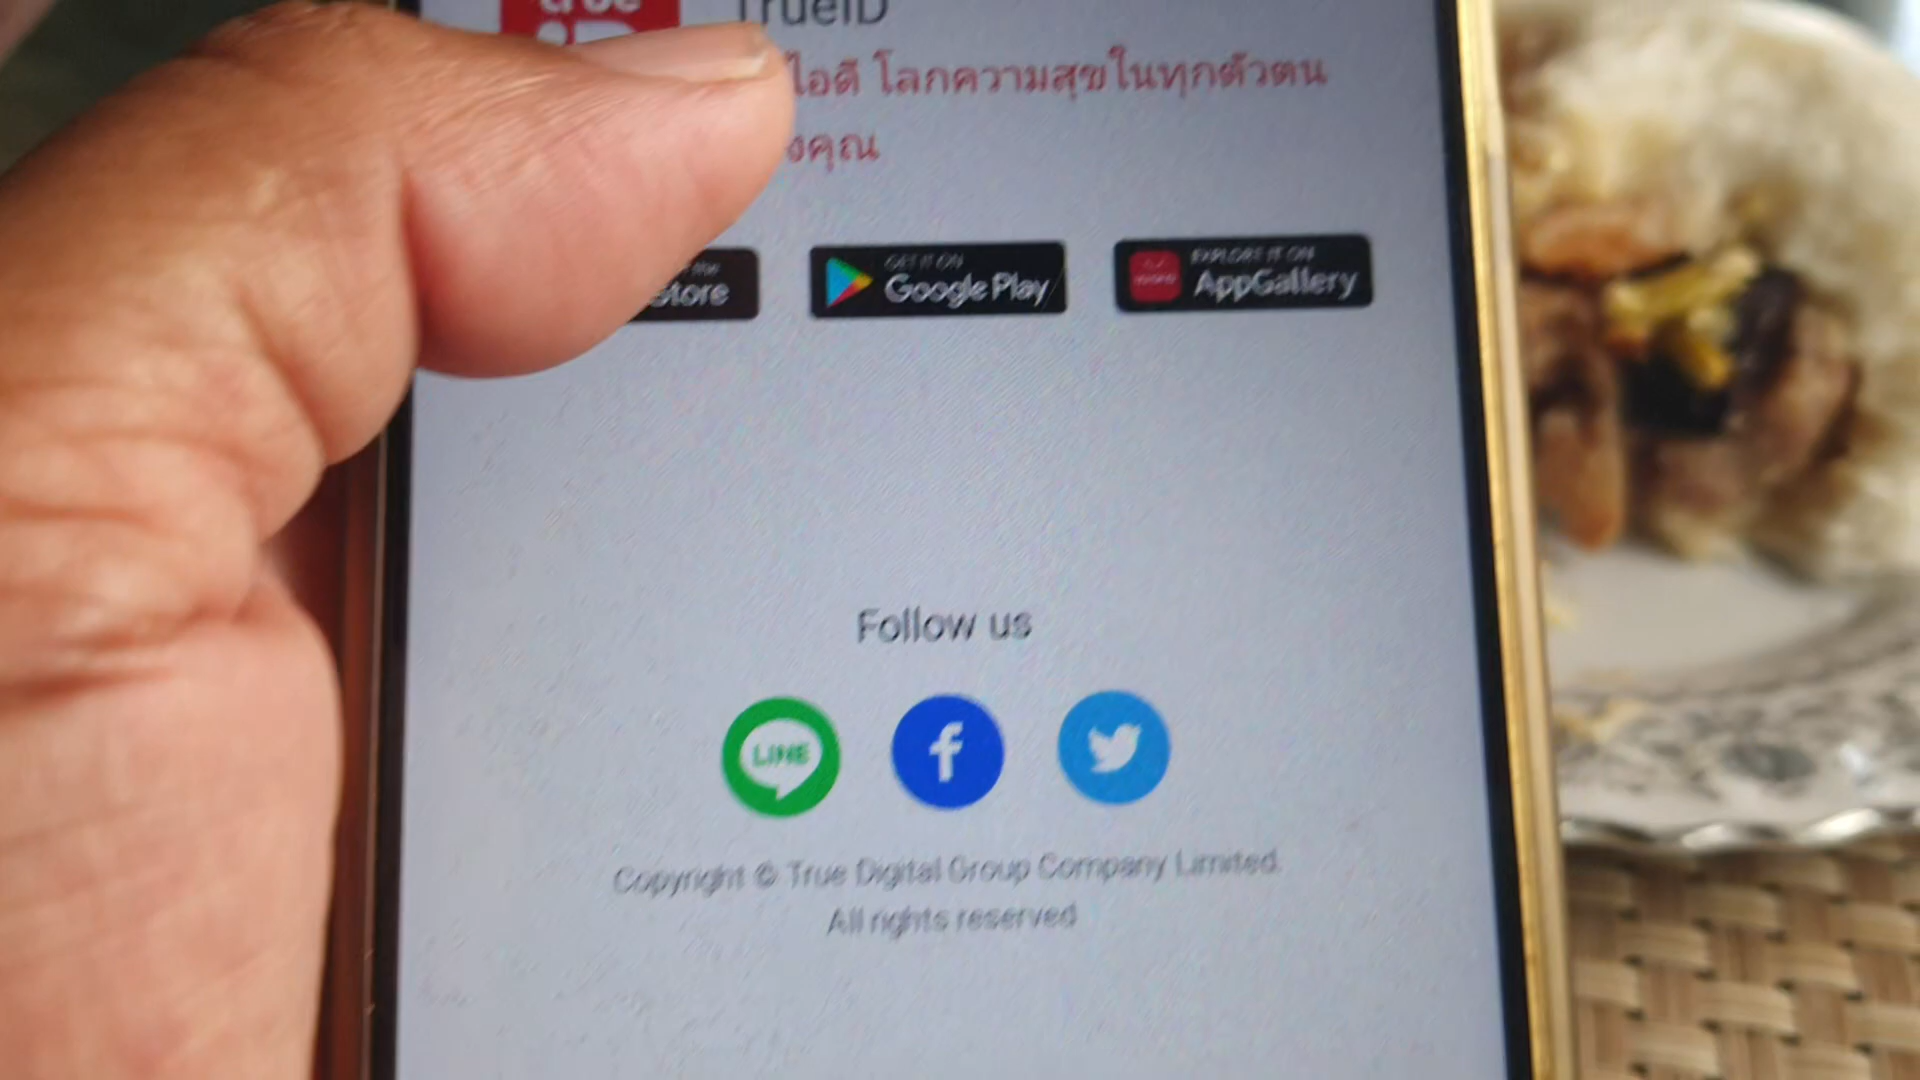 true
TrueID
ไอดี โลกความสุขในทุกตัวตน
งคุณ
Store
GET IT ON
Google Play
EXPLORE IT ON
AppGallery
Follow us
LINE
Copyright © True Digital Group Company Limited.
All rights reserved